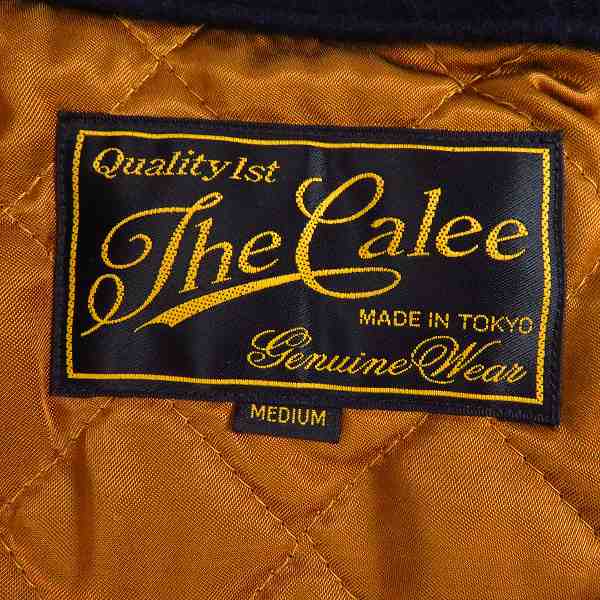 Quality 1st
The Calee
MADE IN TOKYO
Genuine Wear
MEDIUM